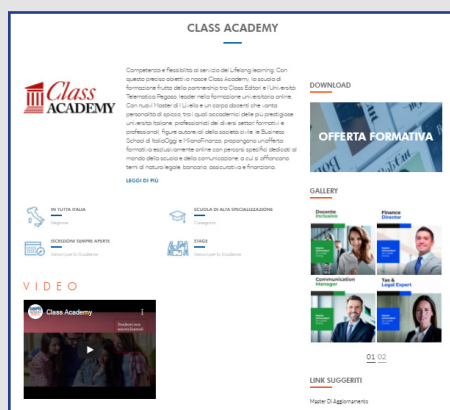 CLASS ACADEMY
Class
ACADEMY
Competenza e flessibilità al servizio del Lifelong learning. Con
questo preciso obiettivo nasce Class Academy, la scuola di
formazione frutto della partnership tra Class Editori e l'Università
Telematica Pegaso, leader nella formazione universitaria online.
Con nuovi Master di I Livello e un corpo docenti che vanta
personalità di spicco, tra i quali accademici delle più prestigiose
università italiane, professionisti dei diversi settori formativi e
professionali, figure autorevoli della società civile, le Business
School di ItaliaOggi e MilanoFinanza, propongono un'offerta
formativa esclusivamente online con percorsi specifici dedicati al
mondo della scuola e della comunicazione, a cui si affiancano
temi di natura legale, bancaria, assicurativa e finanziaria.
LEGGI DI PIÙ
IN TUTTA ITALIA
Regione
SCUOLA DI ALTA SPECIALIZZAZIONE
Categoria
ISCRIZIONI SEMPRE APERTE
STAGE
VIDEO
Class Academy
DOWNLOAD
OFFERTA FORMATIVA
GALLERY
Docente
Inclusivo
Finance
Director
Communication
Manager
Tax &
Legal Expert
01 02
LINK SUGGERITI
Master Di Aggiornamento